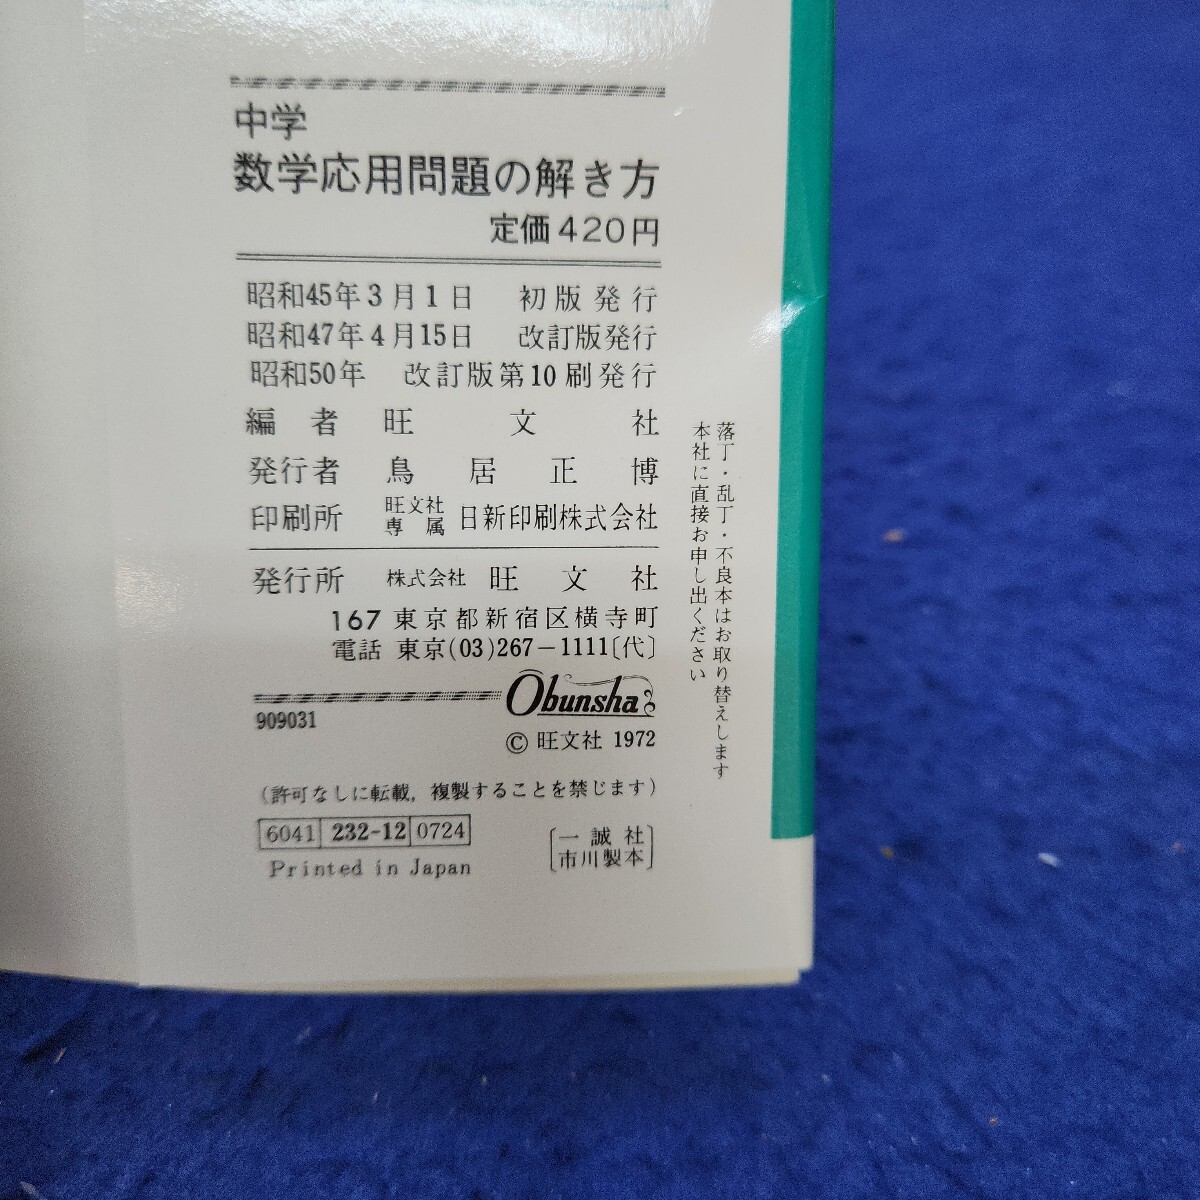 中学
数学応用問題の解き方
定価420円
昭和45年3月1日 初版発行
昭和47年4月15日 改訂版発行
昭和50年 改訂版第10刷発行
編者 旺文社
発行者 鳥居正博
印刷所 旺文社専属 日新印刷株式会社
発行所 株式会社 旺文社
167 東京都新宿区横寺町
電話 東京(03)267-1111〔代〕
Obunsha
909031
© 旺文社 1972
(許可なしに転載,複製することを禁じます)
6041 232-12 0724
Printed in Japan
〔一誠社
市川製本〕
落丁・乱丁・不良本はお取り替えします
本社に直接お申し出ください